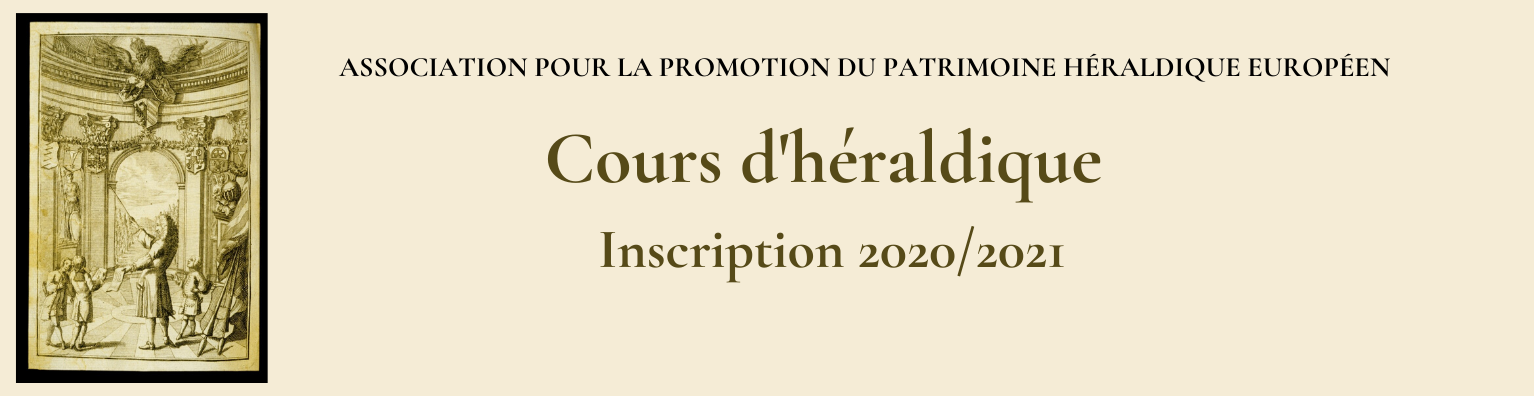 ASSOCIATION POUR LA PROMOTION DU PATRIMOINE HÉRALDIQUE EUROPÉEN
Cours d'héraldique
Inscription 2020/2021